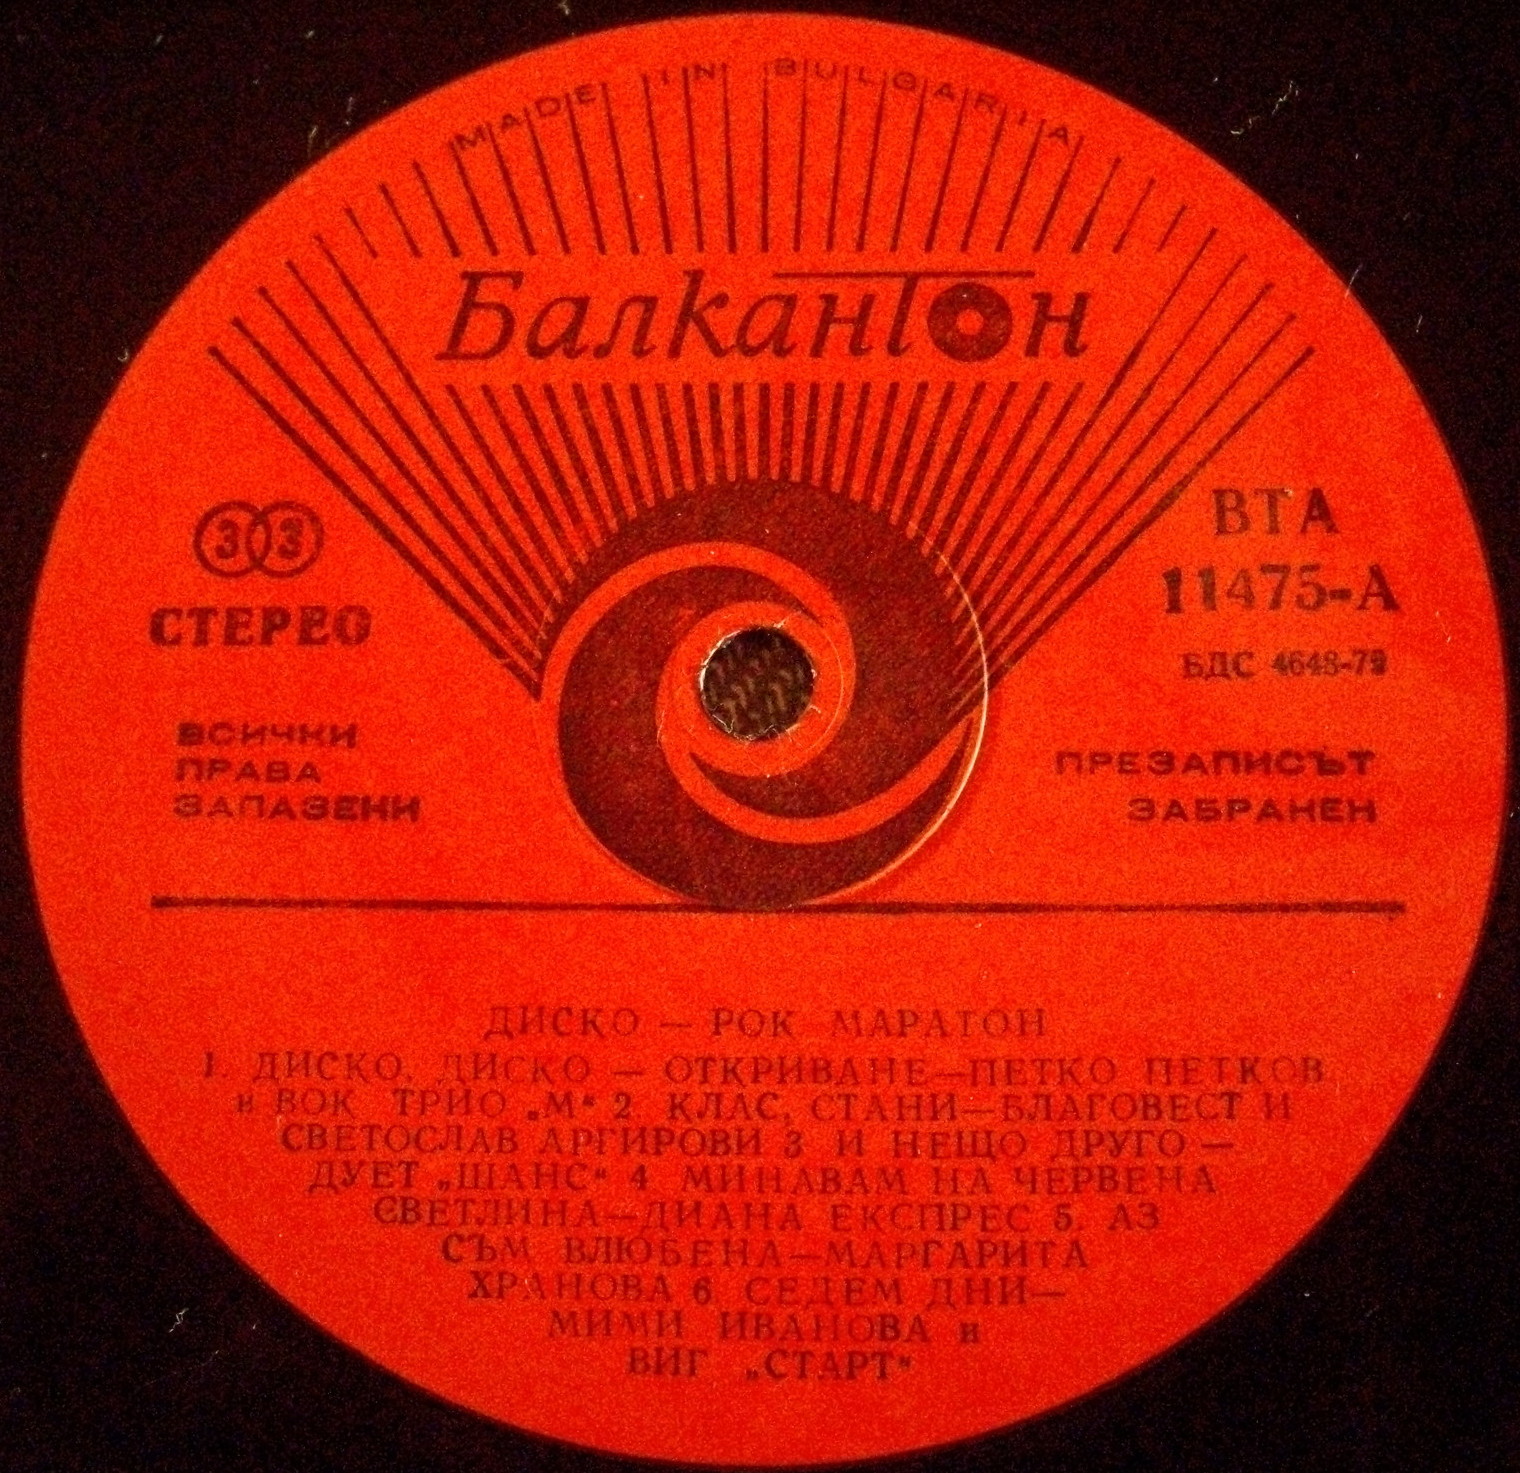 MADE IN BULGARIA
Балкантон
33
СТЕРЕО
ВТА
11475-А
БДС 4648-79
ВСИЧКИ
ПРАВА
ЗАПАЗЕНИ
ПРЕЗАПИСЪТ
ЗАБРАНЕН
ДИСКО — РОК МАРАТОН
1. ДИСКО, ДИСКО — ОТКРИВАНЕ—ПЕТКО ПЕТКОВ
и ВОК ТРИО „М“ 2 КЛАС, СТАНИ—БЛАГОВЕСТ И
СВЕТОСЛАВ АРГИРОВИ 3 И НЕЩО ДРУГО —
ДУЕТ „ШАНС“ 4 МИНАВАМ НА ЧЕРВЕНА
СВЕТЛИНА—ДИАНА ЕКСПРЕС 5. АЗ
СЪМ ВЛЮБЕНА—МАРГАРИТА
ХРАНОВА 6 СЕДЕМ ДНИ—
МИМИ ИВАНОВА и
ВИГ „СТАРТ“